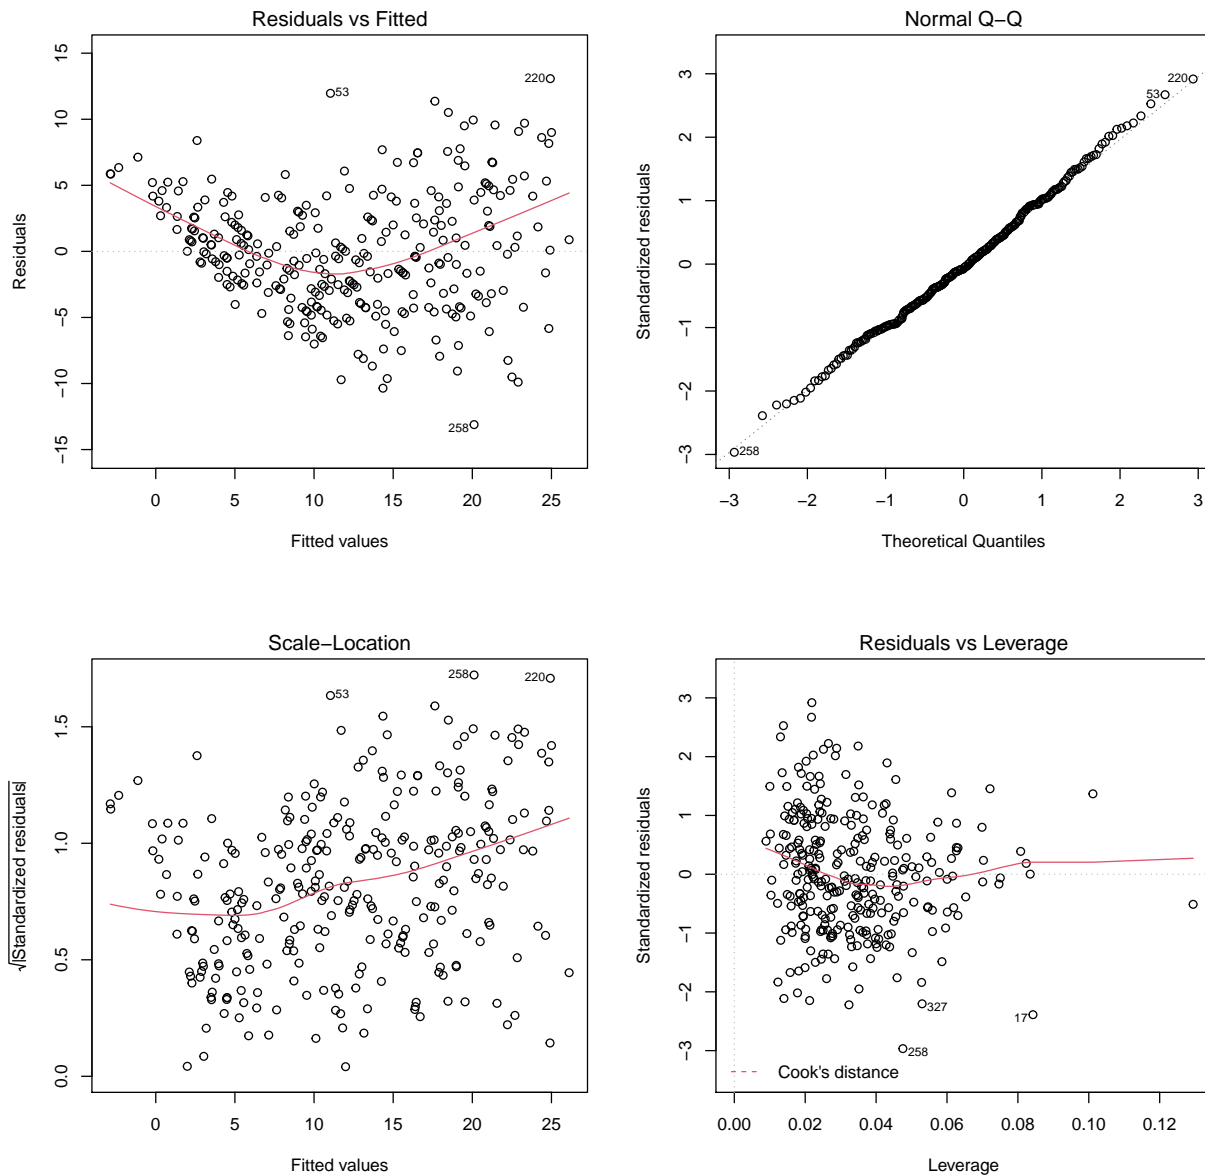 Residuals vs Fitted
Residuals
15
10
5
0
−5
−10
−15
53
220
258
0 5 10 15 20 25
Fitted values
Normal Q−Q
Standardized residuals
3
2
1
0
−1
−2
−3
220
53
258
−3 −2 −1 0 1 2 3
Theoretical Quantiles
Scale−Location
√|Standardized residuals|
1.5
1.0
0.5
0.0
258
220
53
0 5 10 15 20 25
Fitted values
Residuals vs Leverage
Standardized residuals
3
2
1
0
−1
−2
−3
327
17
258
Cook's distance
0.00 0.02 0.04 0.06 0.08 0.10 0.12
Leverage